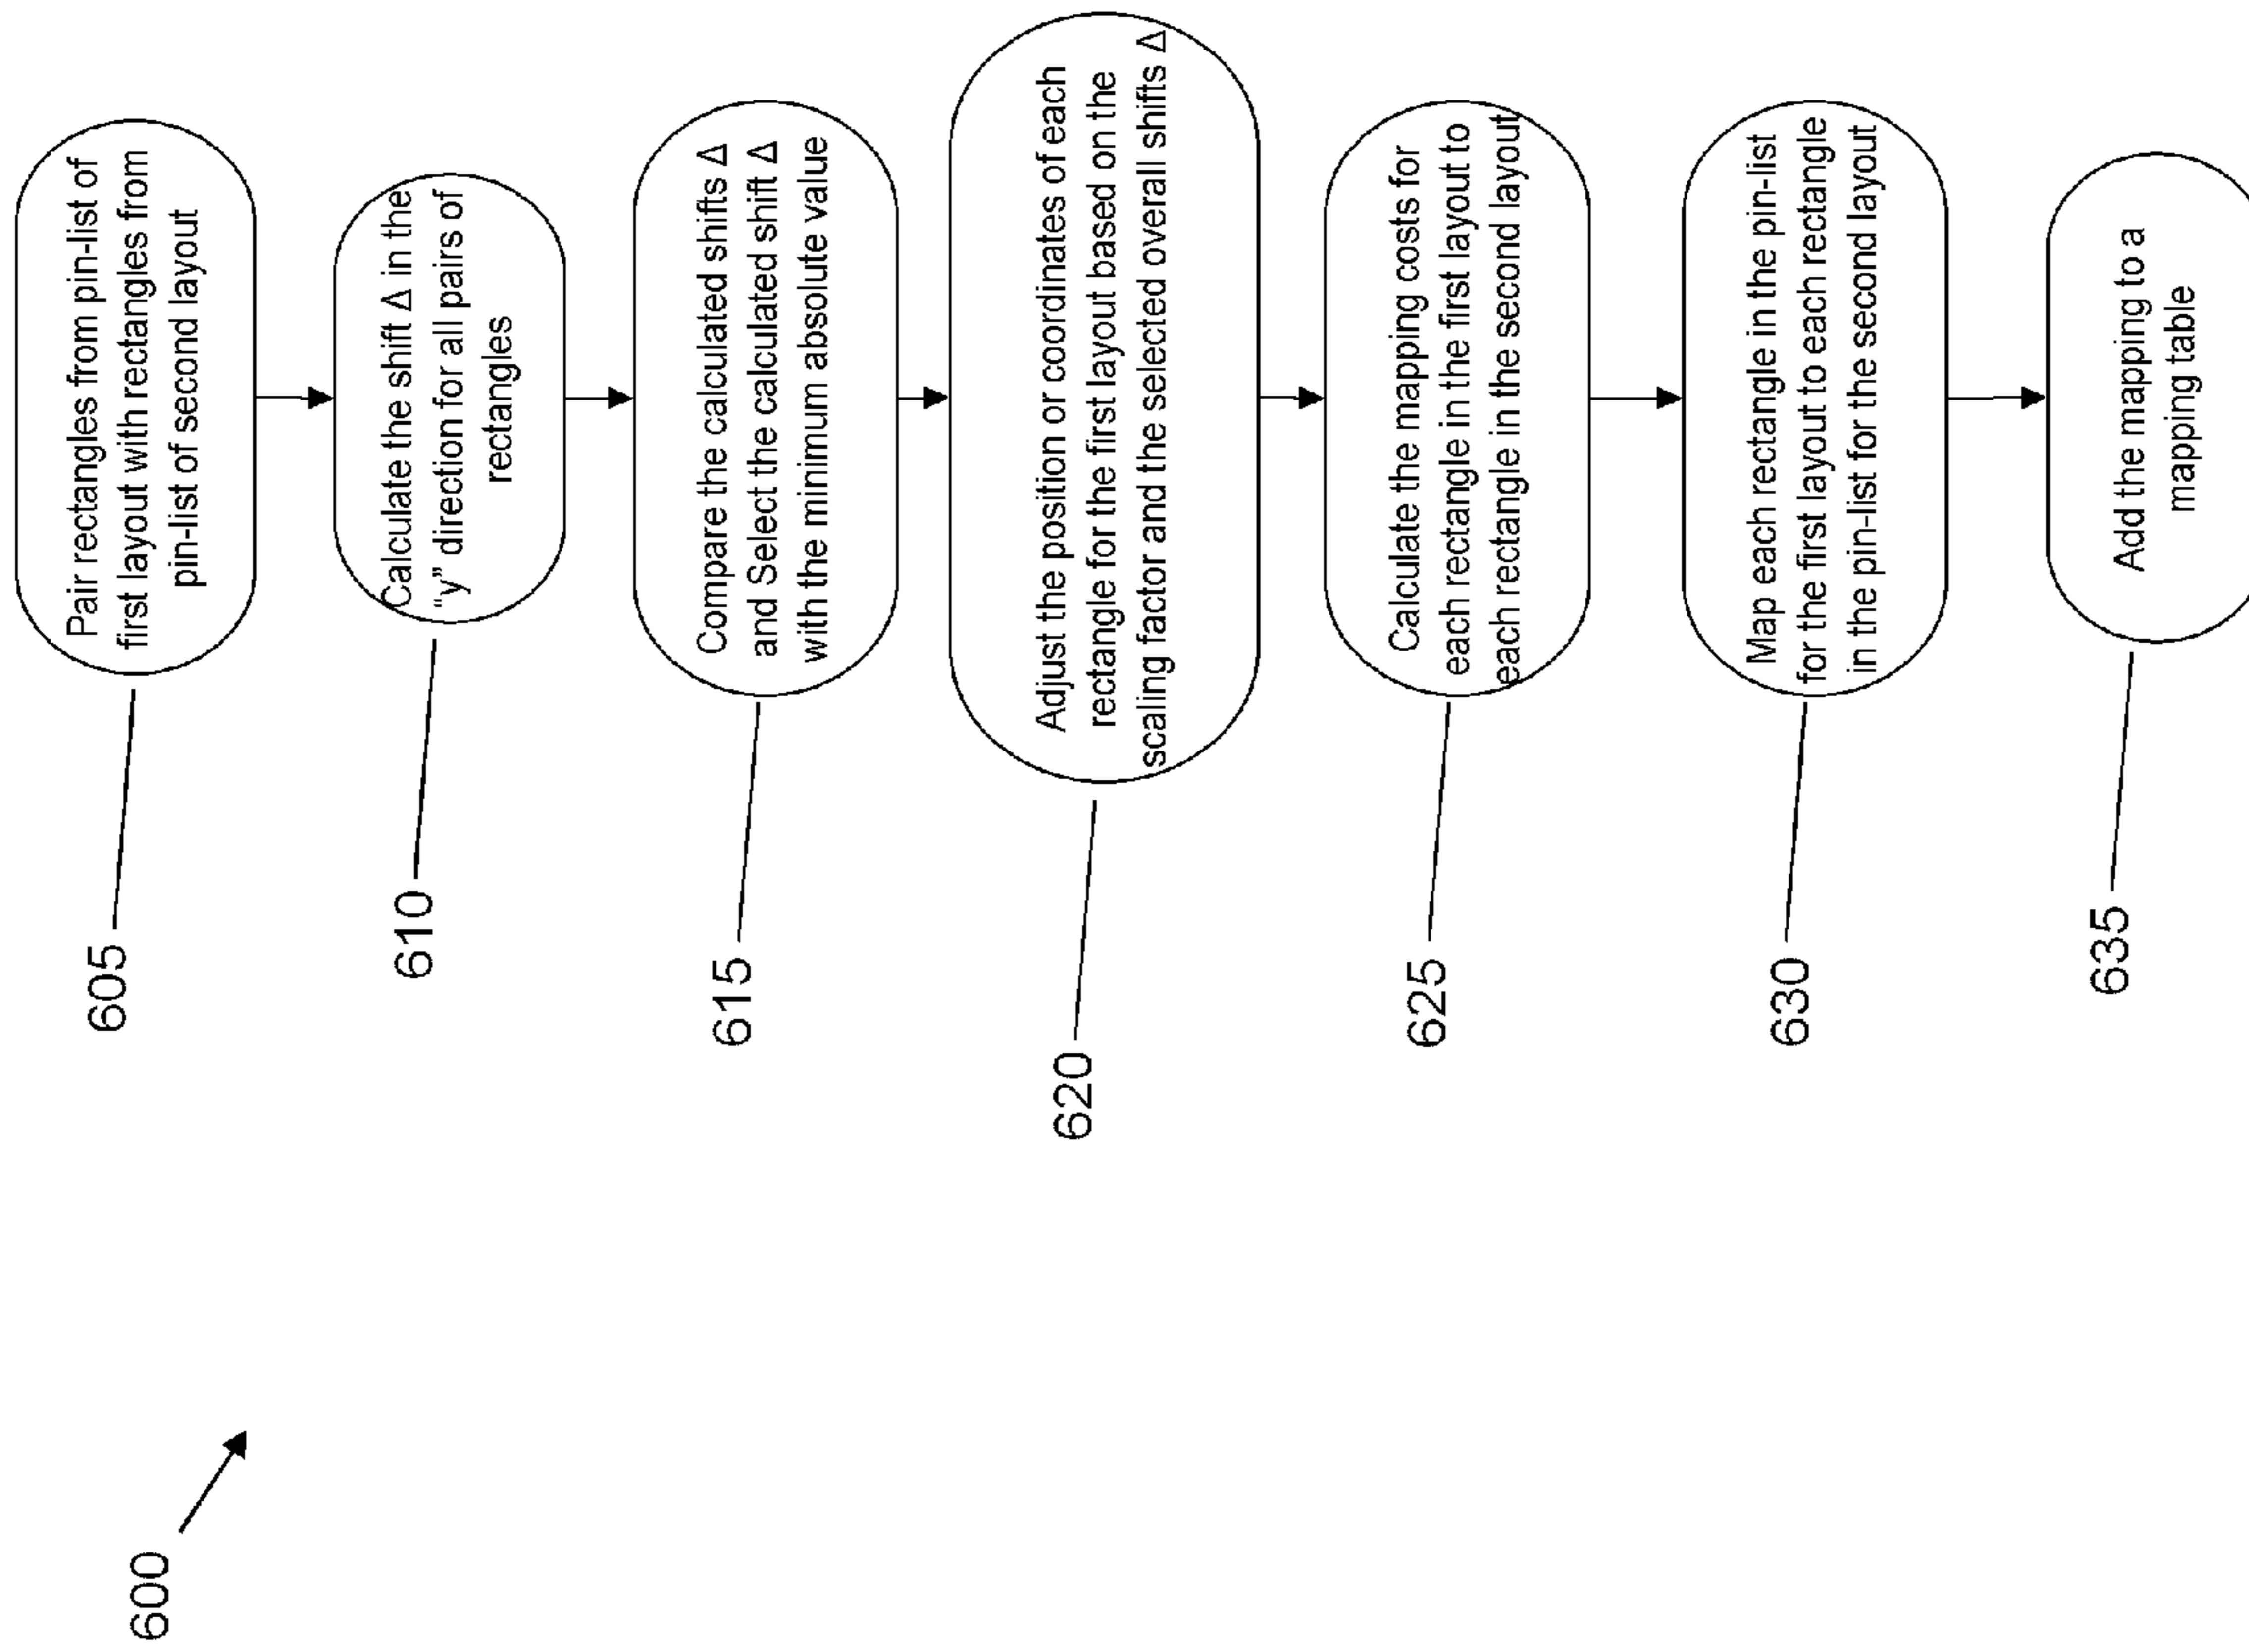 600
605
Pair rectangles from pin-list of
first layout with rectangles from
pin-list of second layout
610
Calculate the shift Δ in the
“y” direction for all pairs of
rectangles
615
Compare the calculated shifts Δ
and Select the calculated shift Δ
with the minimum absolute value
620
Adjust the position or coordinates of each
rectangle for the first layout based on the
scaling factor and the selected overall shifts Δ
625
Calculate the mapping costs for
each rectangle in the first layout to
each rectangle in the second layout
630
Map each rectangle in the pin-list
for the first layout to each rectangle
in the pin-list for the second layout
635
Add the mapping to a
mapping table